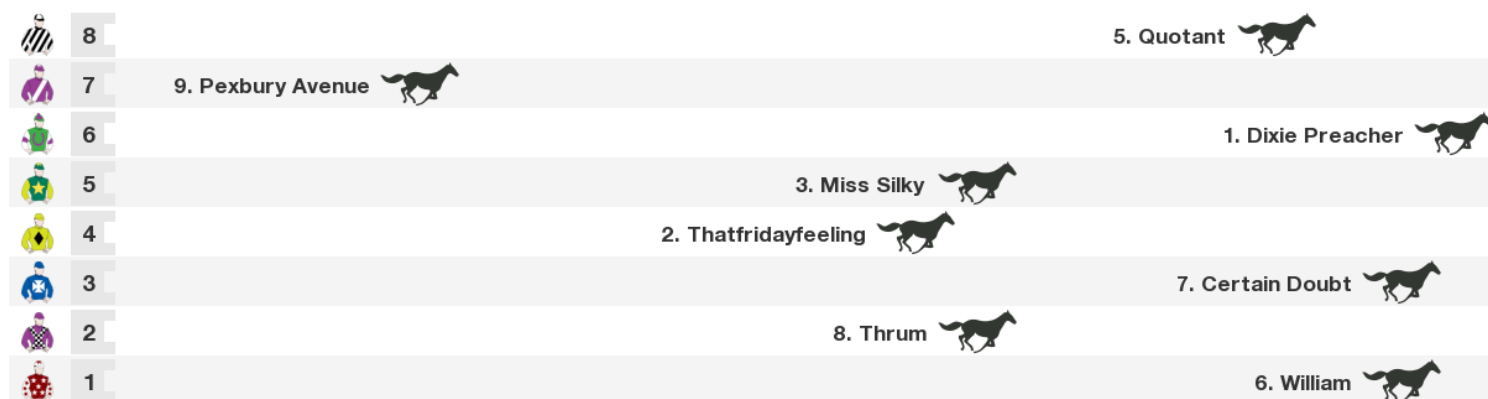 8 5. Quotant
7 9. Pexbury Avenue
6 1. Dixie Preacher
5 3. Miss Silky
4 2. Thatfridayfeeling
3 7. Certain Doubt
2 8. Thrum
1 6. William